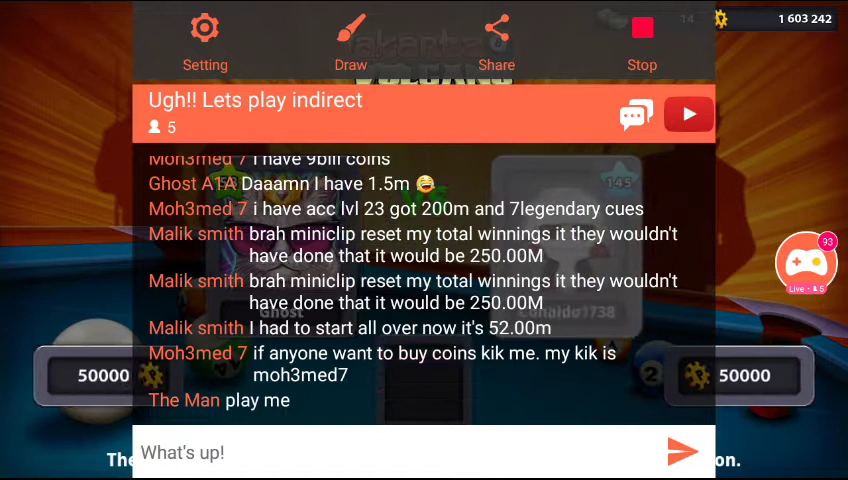 14
1 603 242
Setting
Draw
Share
Stop
Ugh!! Lets play indirect
5
Moh3med 7 i have 9bill coins
Ghost A1A Daaamn I have 1.5m 😂
145
Moh3med 7 i have acc lvl 23 got 200m and 7legendary cues
Malik smith brah miniclip reset my total winnings it they wouldn't
have done that it would be 250.00M
93
Live • 5
Malik smith brah miniclip reset my total winnings it they wouldn't
have done that it would be 250.00M
Ghost
Malik smith I had to start all over now it's 52.00m
Moh3med 7 if anyone want to buy coins kik me. my kik is
moh3med7
50000
2
50000
The Man play me
What's up!
The
on.